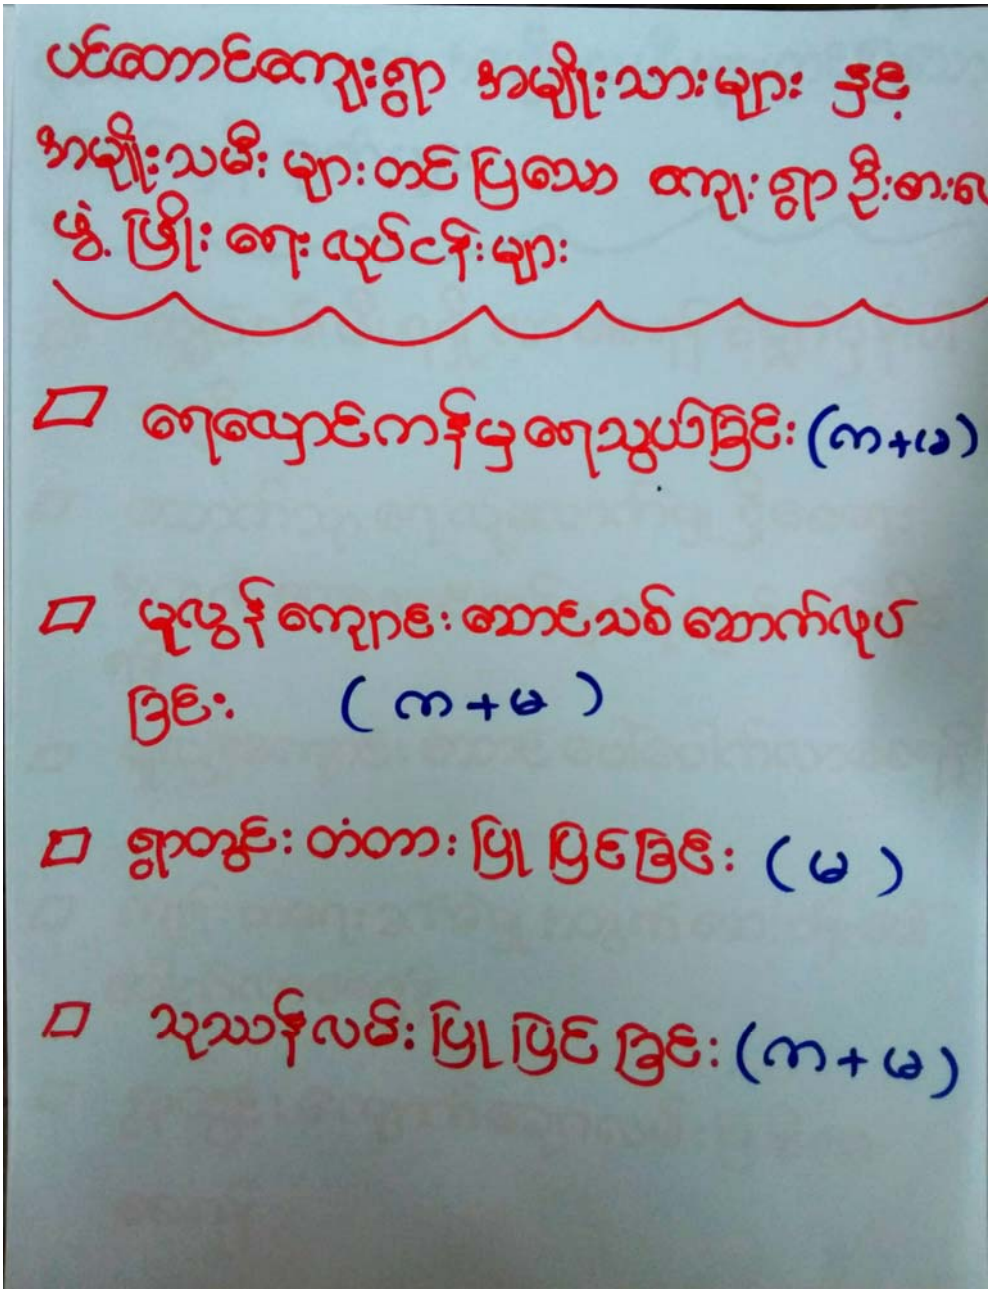 ပင်တောင်ကျေးရွာ အမျိုးသားများ နှင့်
အမျိုးသမီး များ တင်ပြသော ကျေးရွာ ဦးစားပေး
ဖွံ့ဖြိုး ရေး လုပ်ငန်းများ
ရေလှောင်ကန်မှ ရေသွယ်ခြင်း (ကာ+မ)
မူလွန်ကျောင်းဆောင်သစ် ဆောက်လုပ်
ခြင်း (ကာ+မ)
ရွာတွင်း တံတား ပြုပြင်ခြင်း (မ)
သုဿာန်လမ်း ပြုပြင်ခြင်း (ကာ+မ)